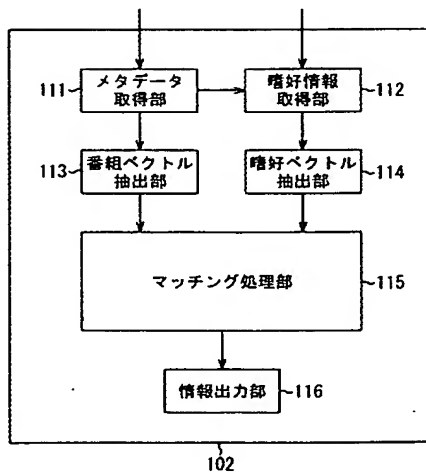 111
メタデータ
取得部
嗜好情報
取得部
112
113
番組ベクトル
抽出部
嗜好ベクトル
抽出部
114
マッチング処理部
115
情報出力部
116
102